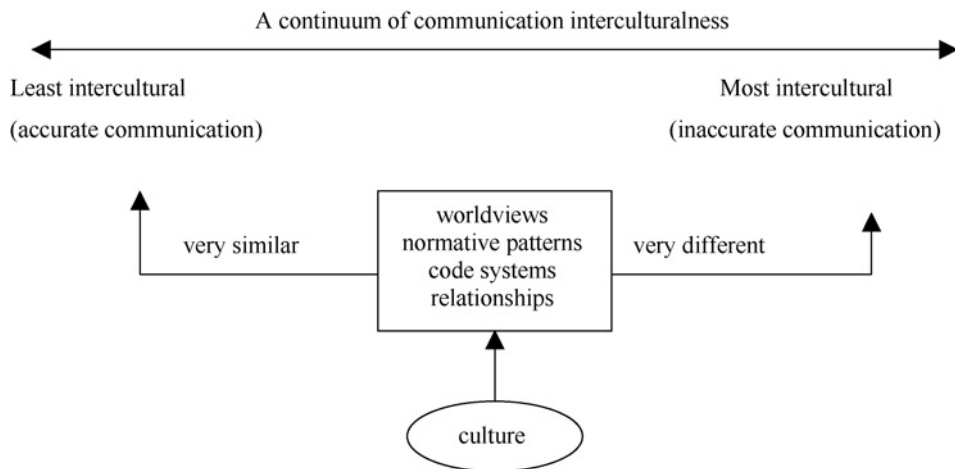 A continuum of communication interculturalness
Least intercultural
(accurate communication)
Most intercultural
(inaccurate communication)
very similar
worldviews
normative patterns
code systems
relationships
very different
culture